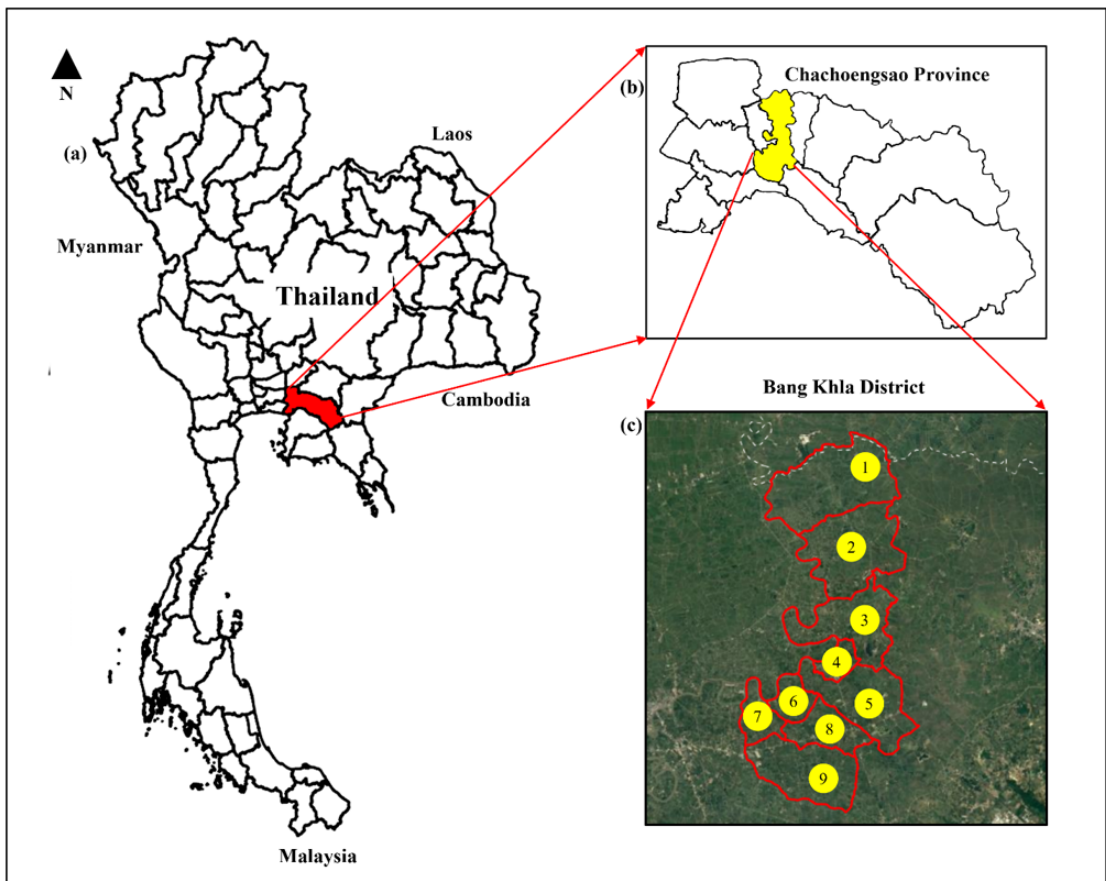 N
(a)
Laos
Myanmar
Thailand
Cambodia
Malaysia
(b)
Chachoengsao Province
Bang Khla District
(c)
1
2
3
4
5
6
7
8
9